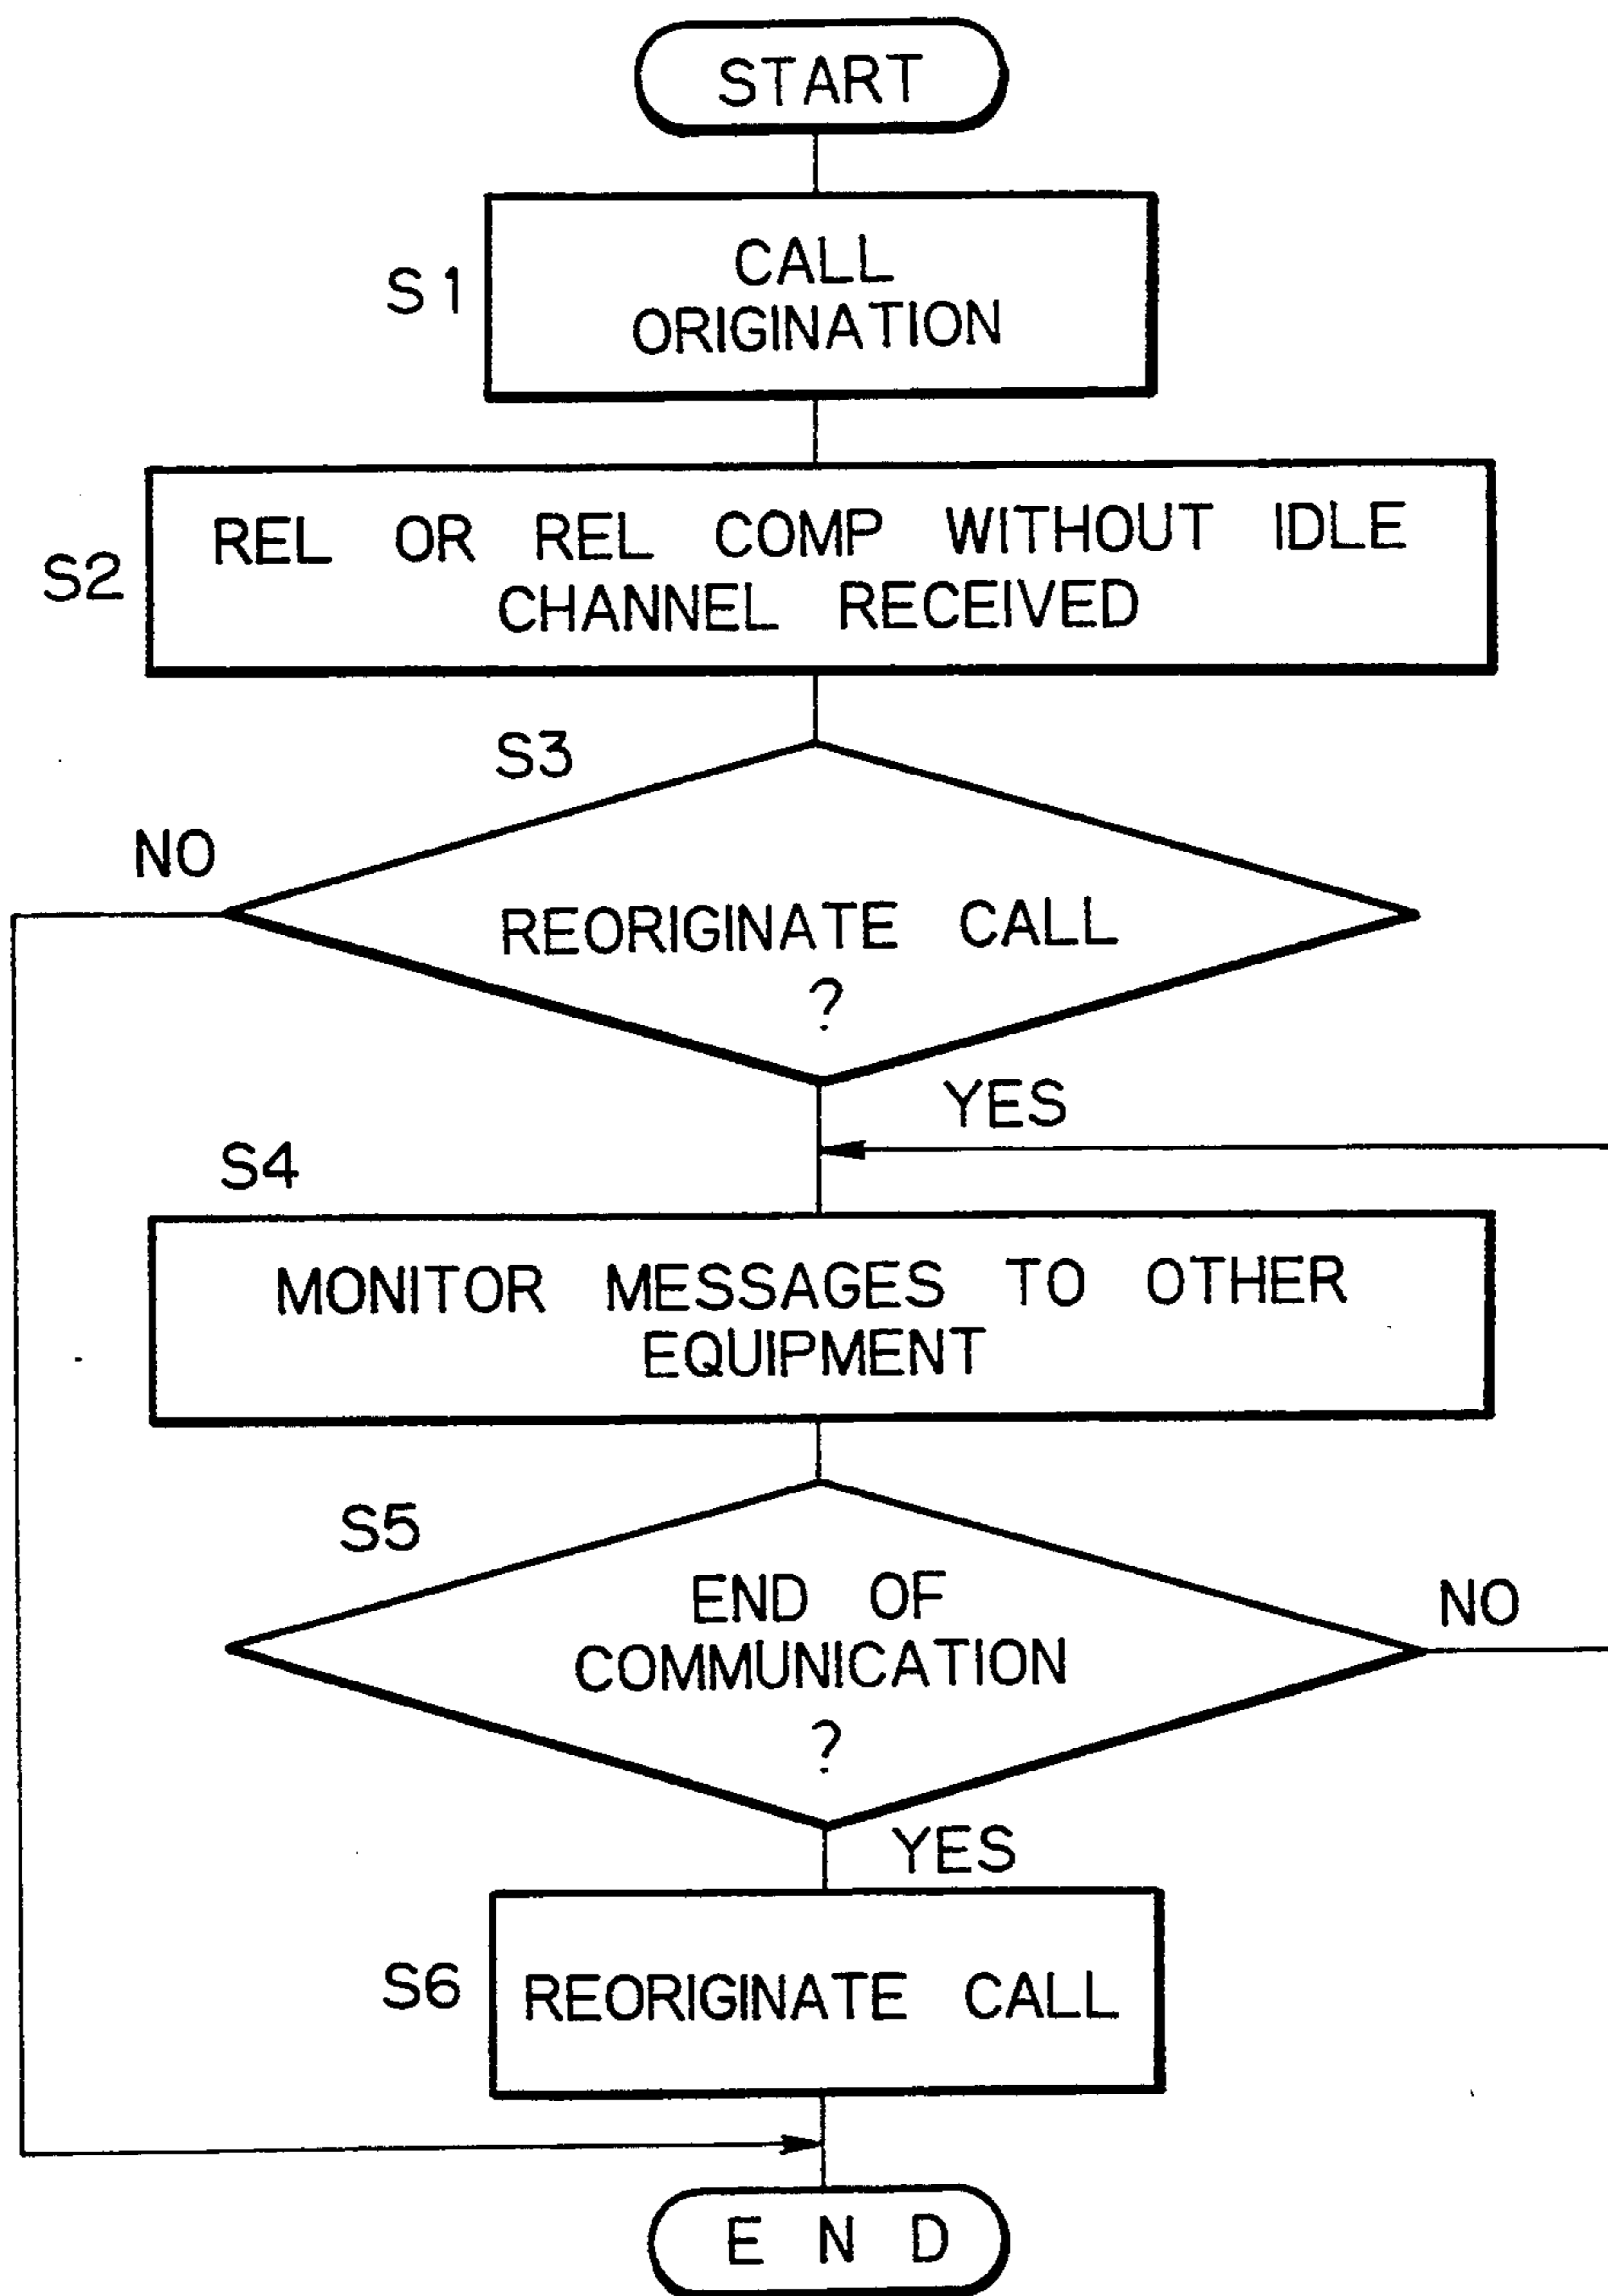 START
S1
CALL
ORIGINATION
S2
REL OR REL COMP WITHOUT IDLE
CHANNEL RECEIVED
S3
NO
REORIGINATE CALL
?
YES
S4
MONITOR MESSAGES TO OTHER
EQUIPMENT
S5
END OF
COMMUNICATION
?
NO
YES
S6
REORIGINATE CALL
END